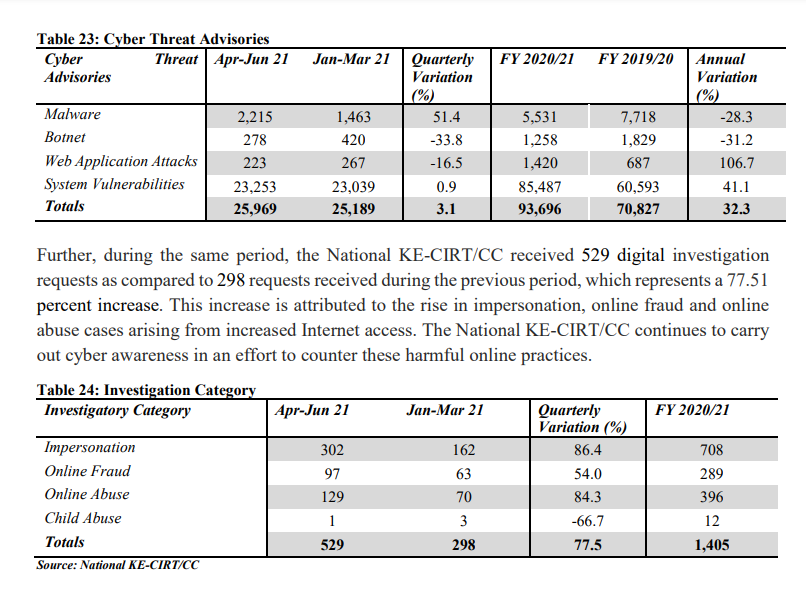 Table 23: Cyber Threat Advisories
Cyber Threat Advisories Apr-Jun 21 Jan-Mar 21 Quarterly Variation (%) FY 2020/21 FY 2019/20 Annual Variation (%)
Malware 2,215 1,463 51.4 5,531 7,718 -28.3
Botnet 278 420 -33.8 1,258 1,829 -31.2
Web Application Attacks 223 267 -16.5 1,420 687 106.7
System Vulnerabilities 23,253 23,039 0.9 85,487 60,593 41.1
Totals 25,969 25,189 3.1 93,696 70,827 32.3
Further, during the same period, the National KE-CIRT/CC received 529 digital investigation
requests as compared to 298 requests received during the previous period, which represents a 77.51
percent increase. This increase is attributed to the rise in impersonation, online fraud and online
abuse cases arising from increased Internet access. The National KE-CIRT/CC continues to carry
out cyber awareness in an effort to counter these harmful online practices.
Table 24: Investigation Category
Investigatory Category Apr-Jun 21 Jan-Mar 21 Quarterly Variation (%) FY 2020/21
Impersonation 302 162 86.4 708
Online Fraud 97 63 54.0 289
Online Abuse 129 70 84.3 396
Child Abuse 1 3 -66.7 12
Totals 529 298 77.5 1,405
Source: National KE-CIRT/CC